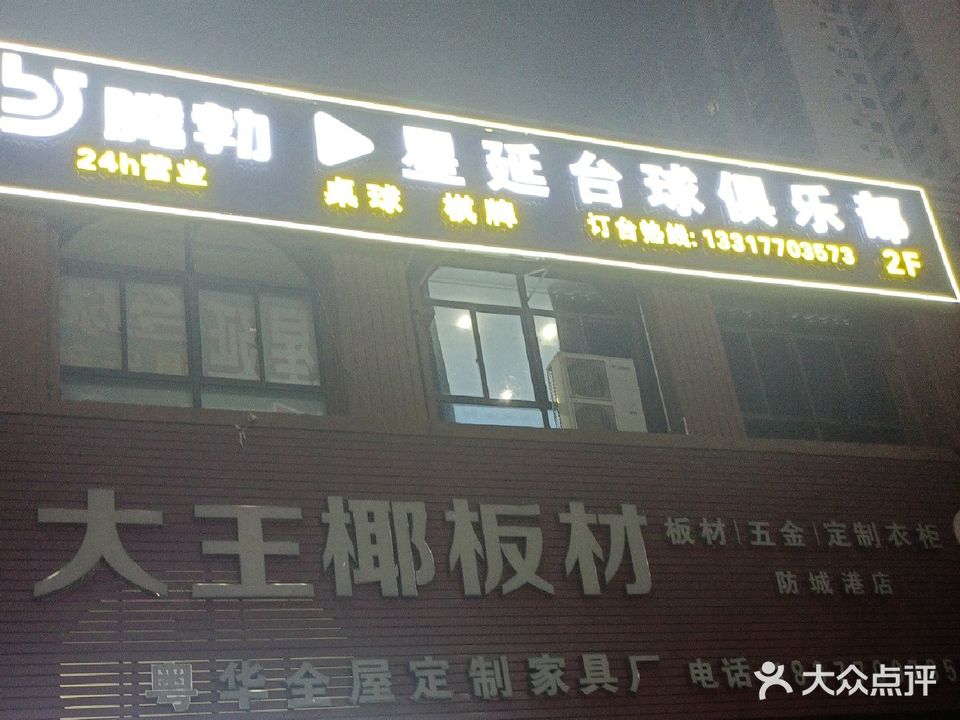 腾勃 星延台球俱乐部
24h营业 桌球 棋牌 订台热线: 13317703573 2F
大王椰板材 板材|五金|定制衣柜
防城港店
粤华全屋定制家具厂 电话
大众点评